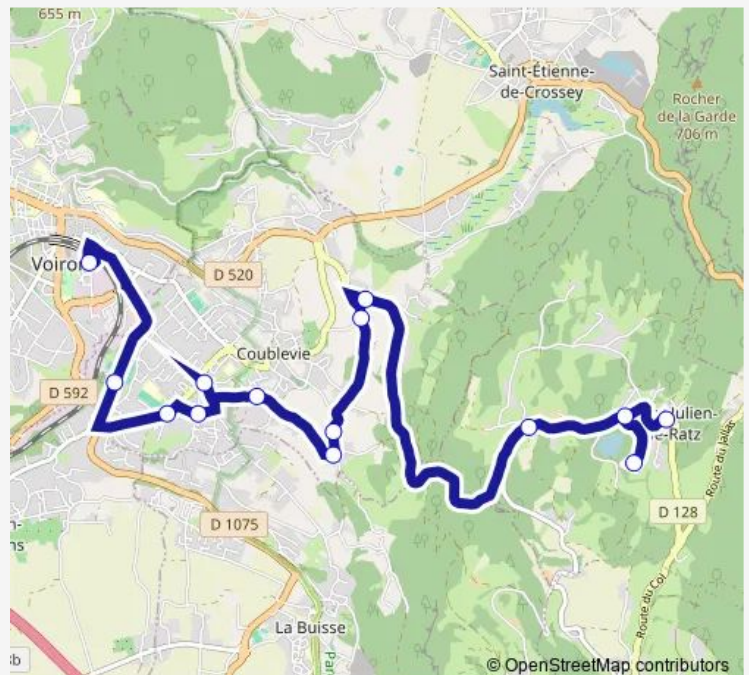 655 m
Saint-Étienne-
de-Crossey
Rocher
de la Garde
706 m
Voiron
D 520
Coublevie
D 592
Julien-
Ratz
Route du Jallat
D 1075
D 128
Route du Col
La Buisse
© OpenStreetMap contributors